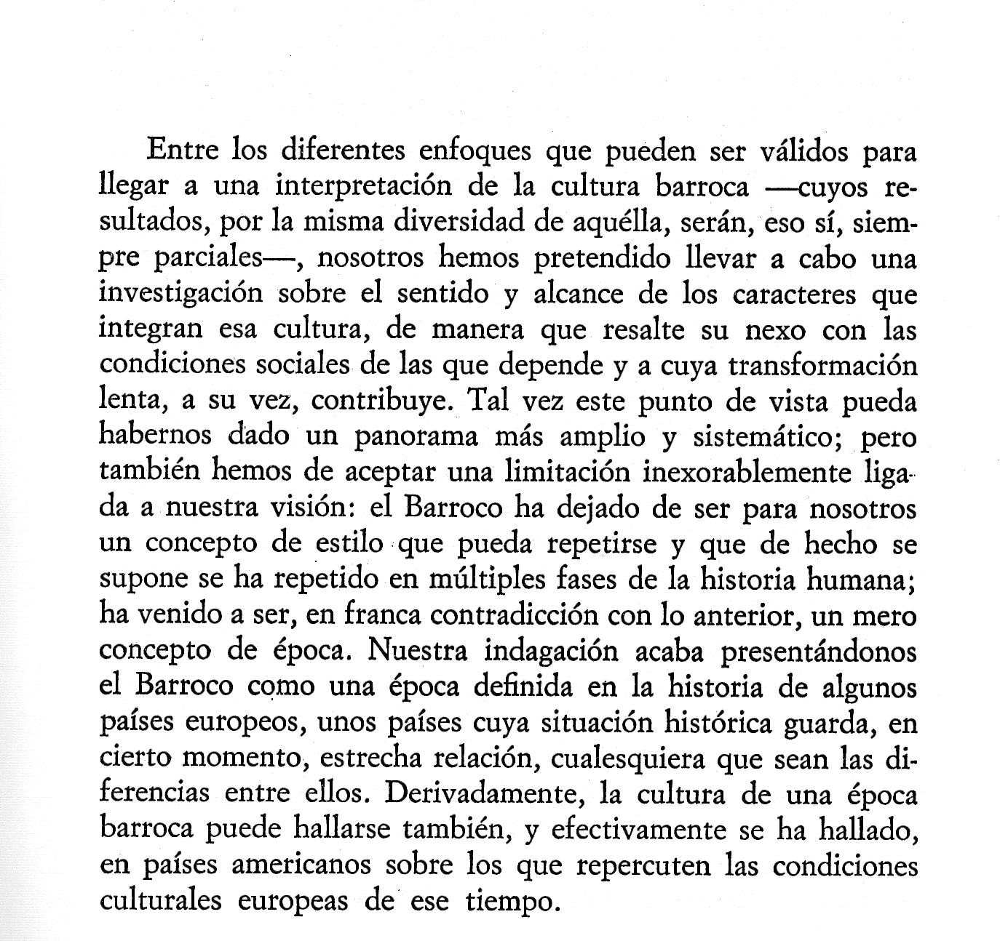 Entre los diferentes enfoques que pueden ser válidos para
llegar a una interpretación de la cultura barroca —cuyos re-
sultados, por la misma diversidad de aquélla, serán, eso sí, siem-
pre parciales—, nosotros hemos pretendido llevar a cabo una
investigación sobre el sentido y alcance de los caracteres que
integran esa cultura, de manera que resalte su nexo con las
condiciones sociales de las que depende y a cuya transformación
lenta, a su vez, contribuye. Tal vez este punto de vista pueda
habernos dado un panorama más amplio y sistemático; pero
también hemos de aceptar una limitación inexorablemente liga-
da a nuestra visión: el Barroco ha dejado de ser para nosotros
un concepto de estilo que pueda repetirse y que de hecho se
supone se ha repetido en múltiples fases de la historia humana;
ha venido a ser, en franca contradicción con lo anterior, un mero
concepto de época. Nuestra indagación acaba presentándonos
el Barroco como una época definida en la historia de algunos
países europeos, unos países cuya situación histórica guarda, en
cierto momento, estrecha relación, cualesquiera que sean las di-
ferencias entre ellos. Derivadamente, la cultura de una época
barroca puede hallarse también, y efectivamente se ha hallado,
en países americanos sobre los que repercuten las condiciones
culturales europeas de ese tiempo.